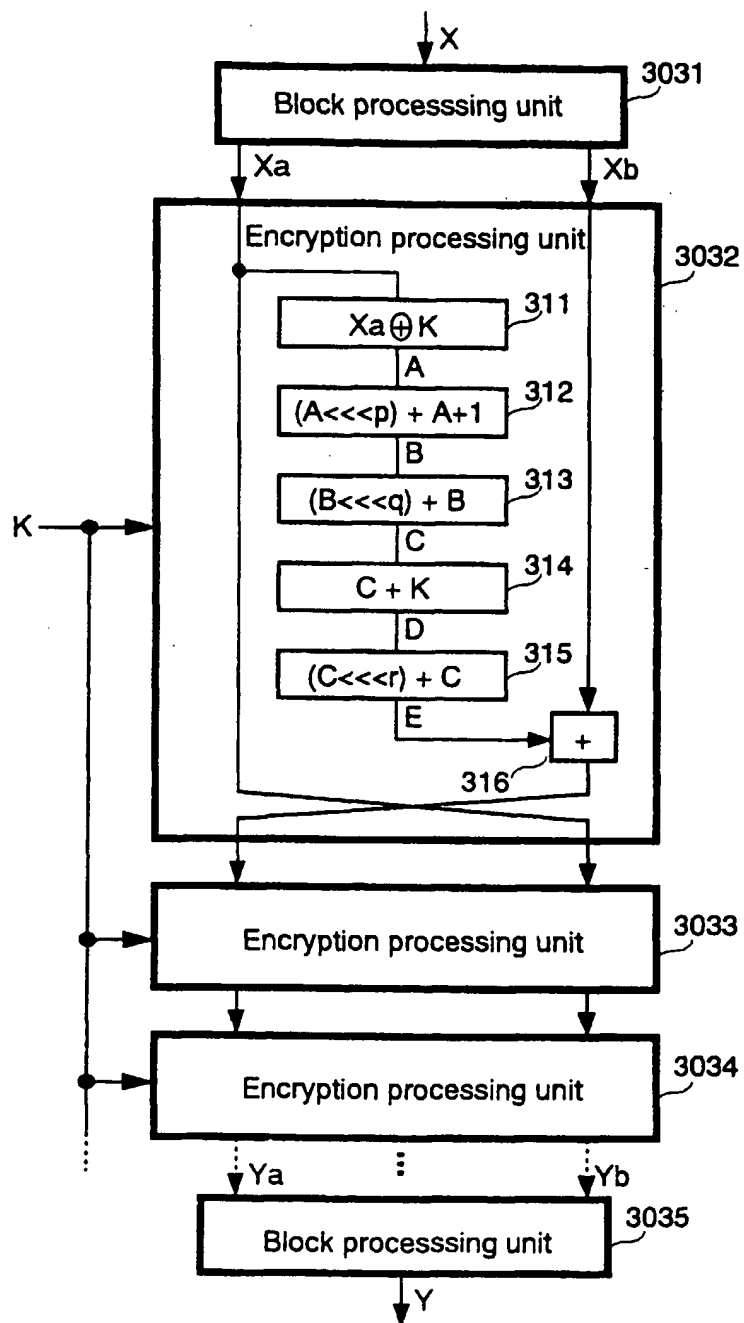 X
3031
Block processsing unit
Xa Xb
Encryption processing unit
3032
311
Xa⊕K
A
312
(A<<<p) + A+1
B
313
(B<<<q) + B
K
C
314
C + K
D
315
(C<<<r) + C
E
+
316
Encryption processing unit
3033
Encryption processing unit
3034
Ya Yb
3035
Block processsing unit
Y